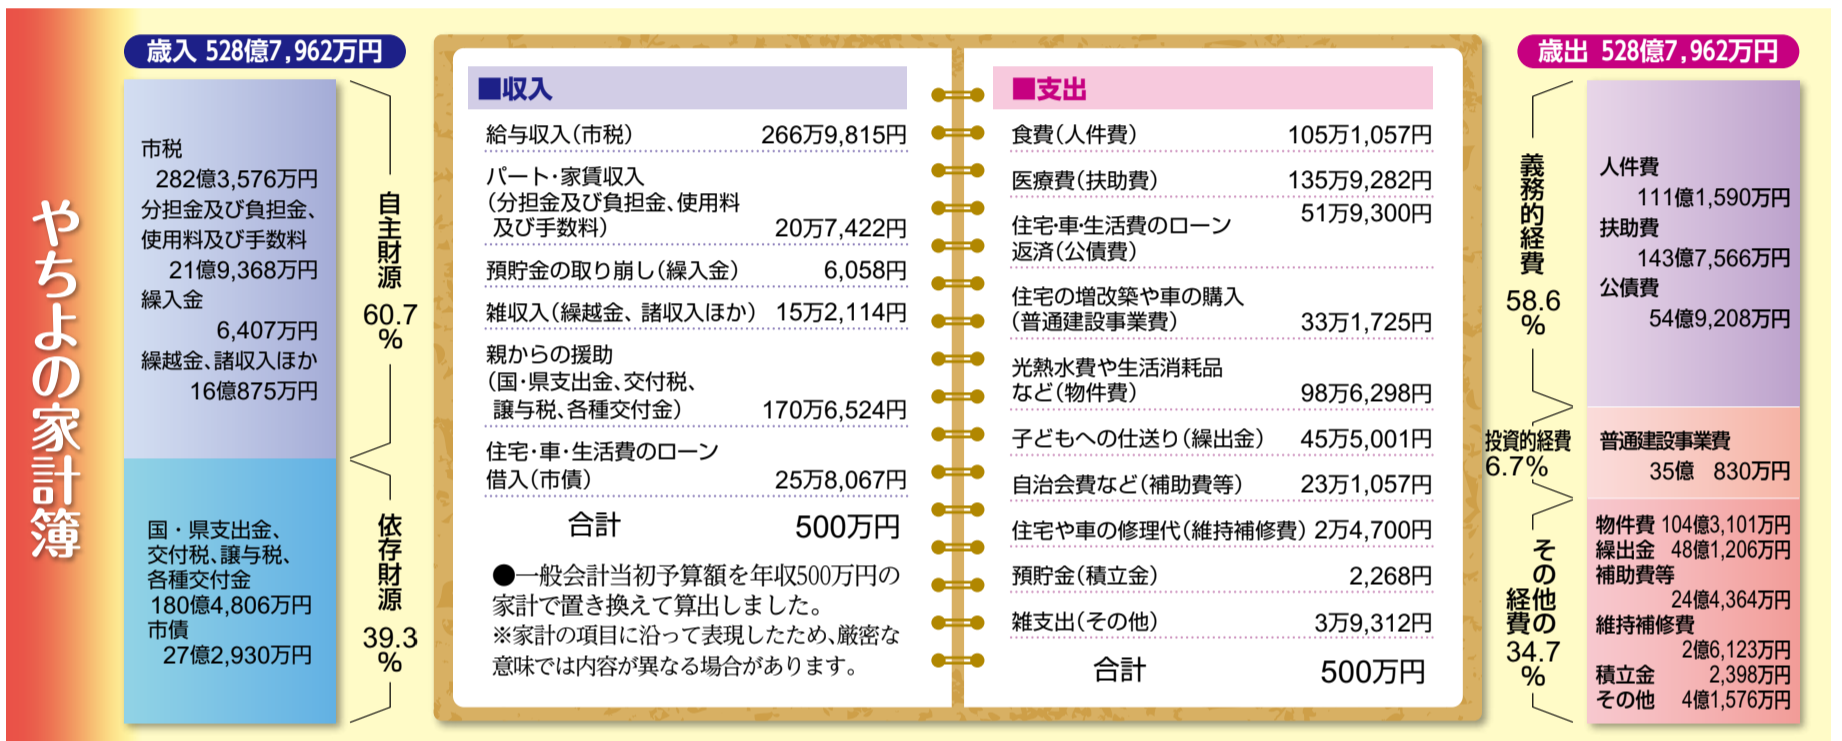 やちよの家計簿
歳入 528億7,962万円
市税
282億3,576万円
分担金及び負担金、
使用料及び手数料
21億9,368万円
繰入金
6,407万円
繰越金、諸収入ほか
16億875万円
国・県支出金、
交付税、譲与税、
各種交付金
180億4,806万円
市債
27億2,930万円
自主財源
60.7
%
依存財源
39.3
%
■収入
給与収入(市税) 266万9,815円
パート・家賃収入
(分担金及び負担金、使用料
及び手数料) 20万7,422円
預貯金の取り崩し(繰入金) 6,058円
雑収入(繰越金、諸収入ほか) 15万2,114円
親からの援助
(国・県支出金、交付税、
譲与税、各種交付金) 170万6,524円
住宅・車・生活費のローン
借入(市債) 25万8,067円
合計 500万円
●一般会計当初予算額を年収500万円の
家計で置き換えて算出しました。
※家計の項目に沿って表現したため、厳密な
意味では内容が異なる場合があります。
■支出
食費(人件費) 105万1,057円
医療費(扶助費) 135万9,282円
住宅・車・生活費のローン 51万9,300円
返済(公債費)
住宅の増改築や車の購入
(普通建設事業費) 33万1,725円
光熱水費や生活消耗品
など(物件費) 98万6,298円
子どもへの仕送り(繰出金) 45万5,001円
自治会費など(補助費等) 23万1,057円
住宅や車の修理代(維持補修費) 2万4,700円
預貯金(積立金) 2,268円
雑支出(その他) 3万9,312円
合計 500万円
歳出 528億7,962万円
義務的経費
58.6
%
投資的経費
6.7%
その他の
経費の
34.7
%
人件費
111億1,590万円
扶助費
143億7,566万円
公債費
54億9,208万円
普通建設事業費
35億 830万円
物件費 104億3,101万円
繰出金 48億1,206万円
補助費等
24億4,364万円
維持補修費
2億6,123万円
積立金 2,398万円
その他 4億1,576万円